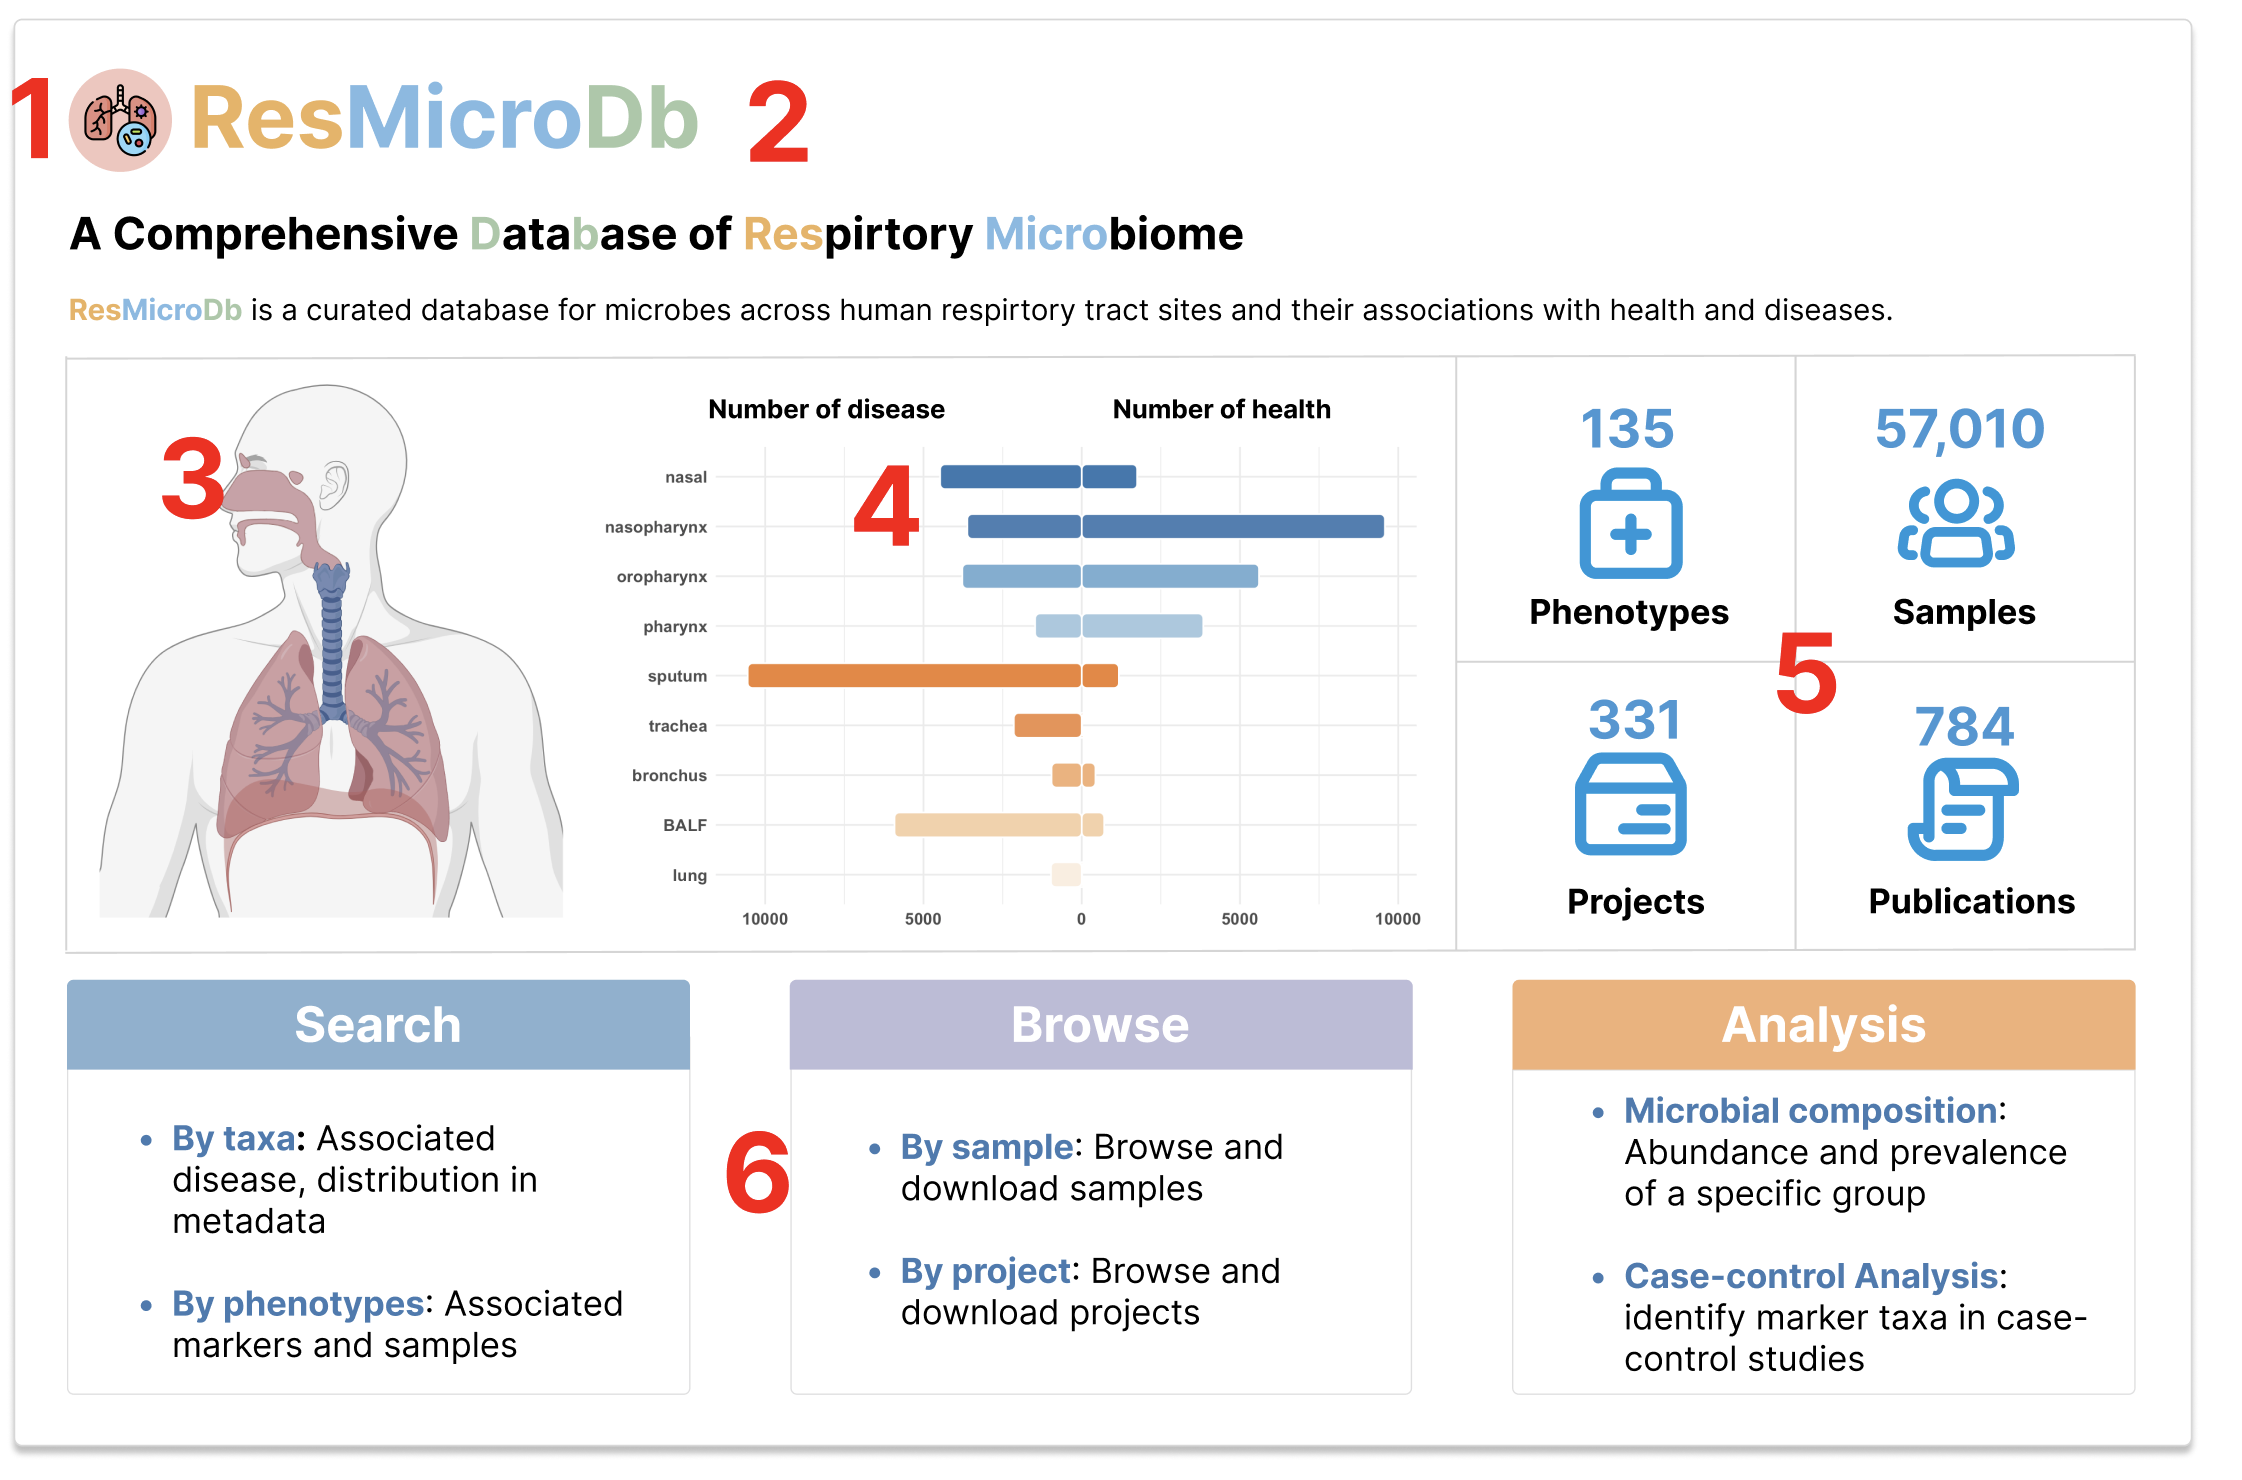 1 ResMicroDb 2
A Comprehensive Database of Respirtory Microbiome
ResMicroDb is a curated database for microbes across human respirtory tract sites and their associations with health and diseases.
3
Number of disease Number of health
4
nasal
nasopharynx
oropharynx
pharynx
sputum
trachea
bronchus
BALF
lung
10000 5000 0 5000 10000
135
Phenotypes
57,010
Samples
5
331
Projects
784
Publications
Search
• By taxa: Associated
disease, distribution in
metadata
• By phenotypes: Associated
markers and samples
6
Browse
• By sample: Browse and
download samples
• By project: Browse and
download projects
Analysis
• Microbial composition:
Abundance and prevalence
of a specific group
• Case-control Analysis:
identify marker taxa in case-
control studies